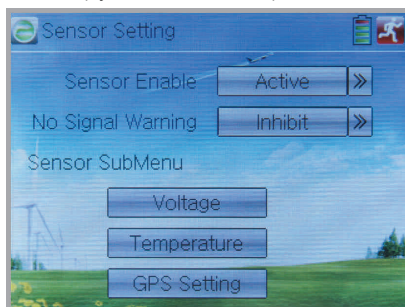 Sensor Setting
Sensor Enable Active
No Signal Warning Inhibit
Sensor SubMenu
Voltage
Temperature
GPS Setting